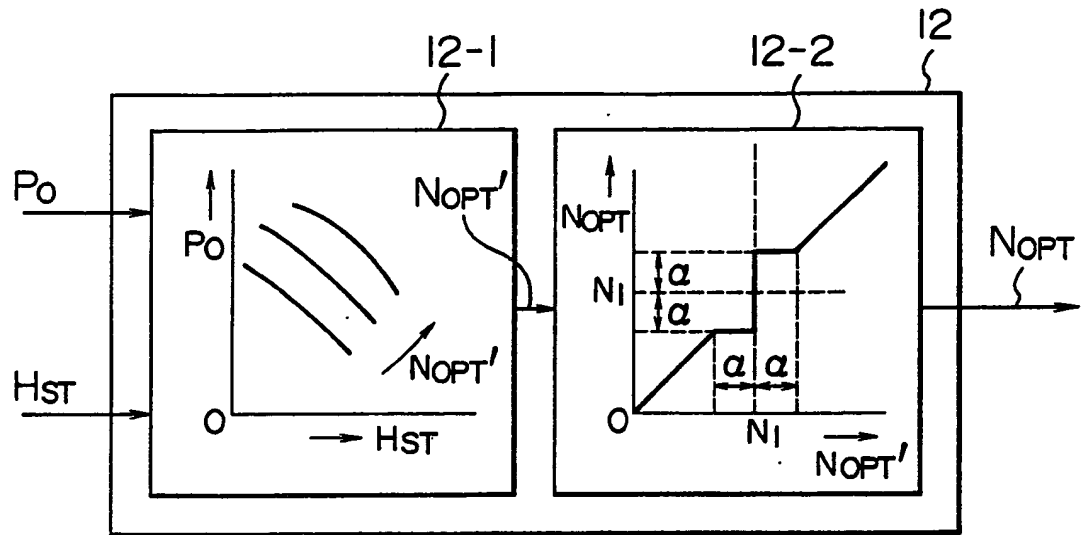 12
12-1
12-2
Po
HST
Po
NOPT'
O
HST
NOPT'
NOPT
α
N1
α
α
α
O
N1
NOPT'
NOPT